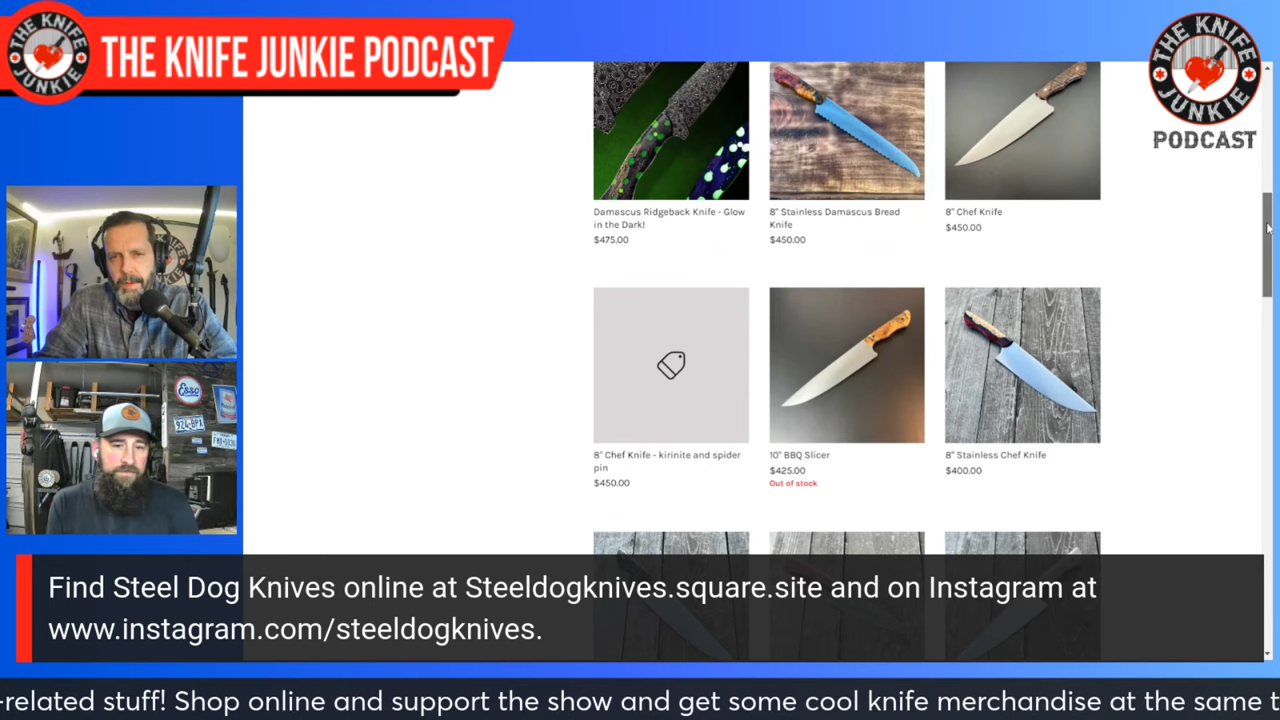 THE KNIFE JUNKIE
THE KNIFE JUNKIE PODCAST
THE KNIFE JUNKIE
PODCAST
Damascus Ridgeback Knife - Glow
in the Dark!
$475.00
8" Stainless Damascus Bread
Knife
$450.00
8" Chef Knife
$450.00
Esso
8" Chef Knife - kirinite and spider
pin
$450.00
10" BBQ Slicer
$425.00
Out of stock
8" Stainless Chef Knife
$400.00
Find Steel Dog Knives online at Steeldogknives.square.site and on Instagram at
www.instagram.com/steeldogknives.
-related stuff! Shop online and support the show and get some cool knife merchandise at the same t